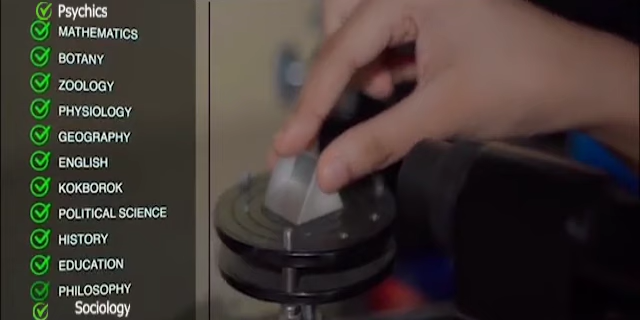 Psychics
MATHEMATICS
BOTANY
ZOOLOGY
PHYSIOLOGY
GEOGRAPHY
ENGLISH
KOKBOROK
POLITICAL SCIENCE
HISTORY
EDUCATION
PHILOSOPHY
Sociology